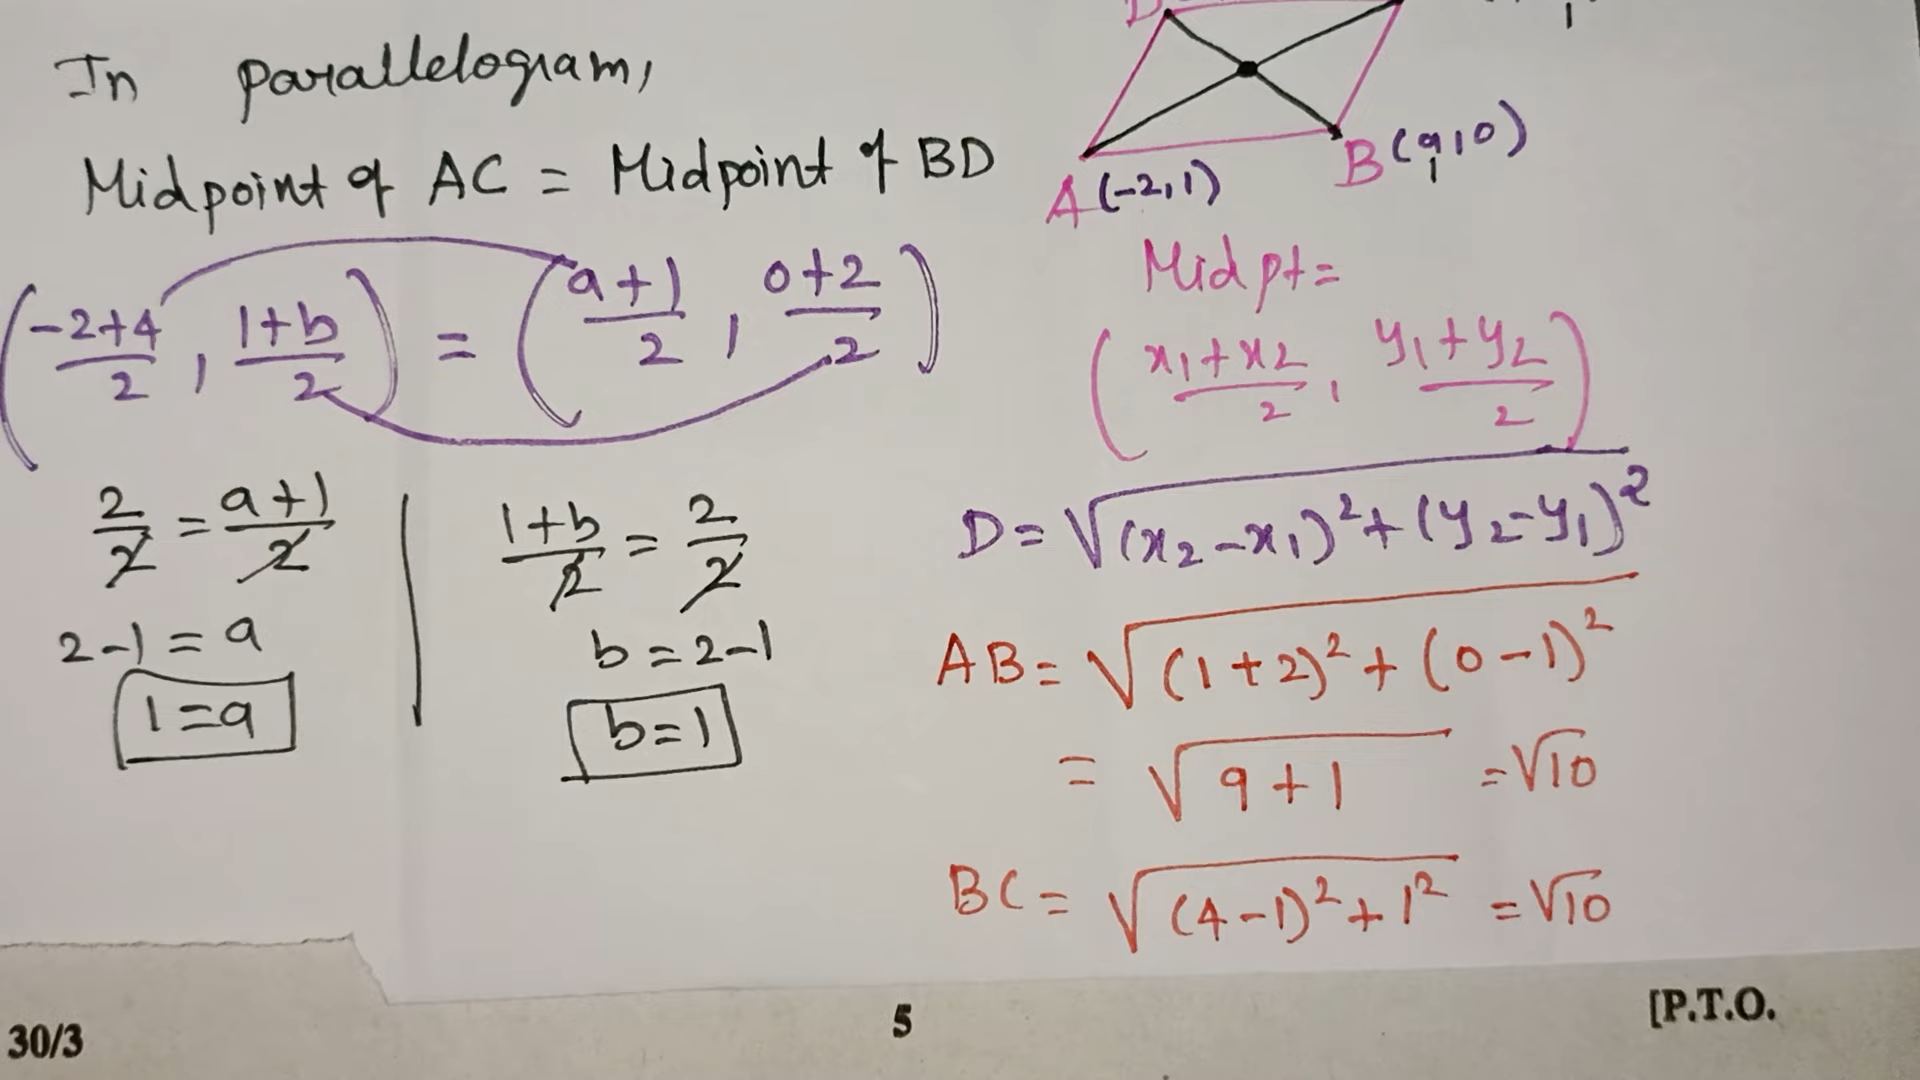 In parallelogram,
Midpoint of AC = Midpoint of BD
(-2+4/2, 1+b/2) = (a+1/2, 0+2/2)
2/2 = a+1/2
2-1 = a
1 = a
1+b/2 = 2/2
b = 2-1
b = 1
A (-2,1)
B (a,0)
Mid pt =
(x₁+x₂/2, y₁+y₂/2)
D = √(x₂-x₁)²+(y₂-y₁)²
AB = √(1+2)²+(0-1)²
= √9+1 = √10
BC = √(4-1)²+1² = √10
30/3
5
[P.T.O.